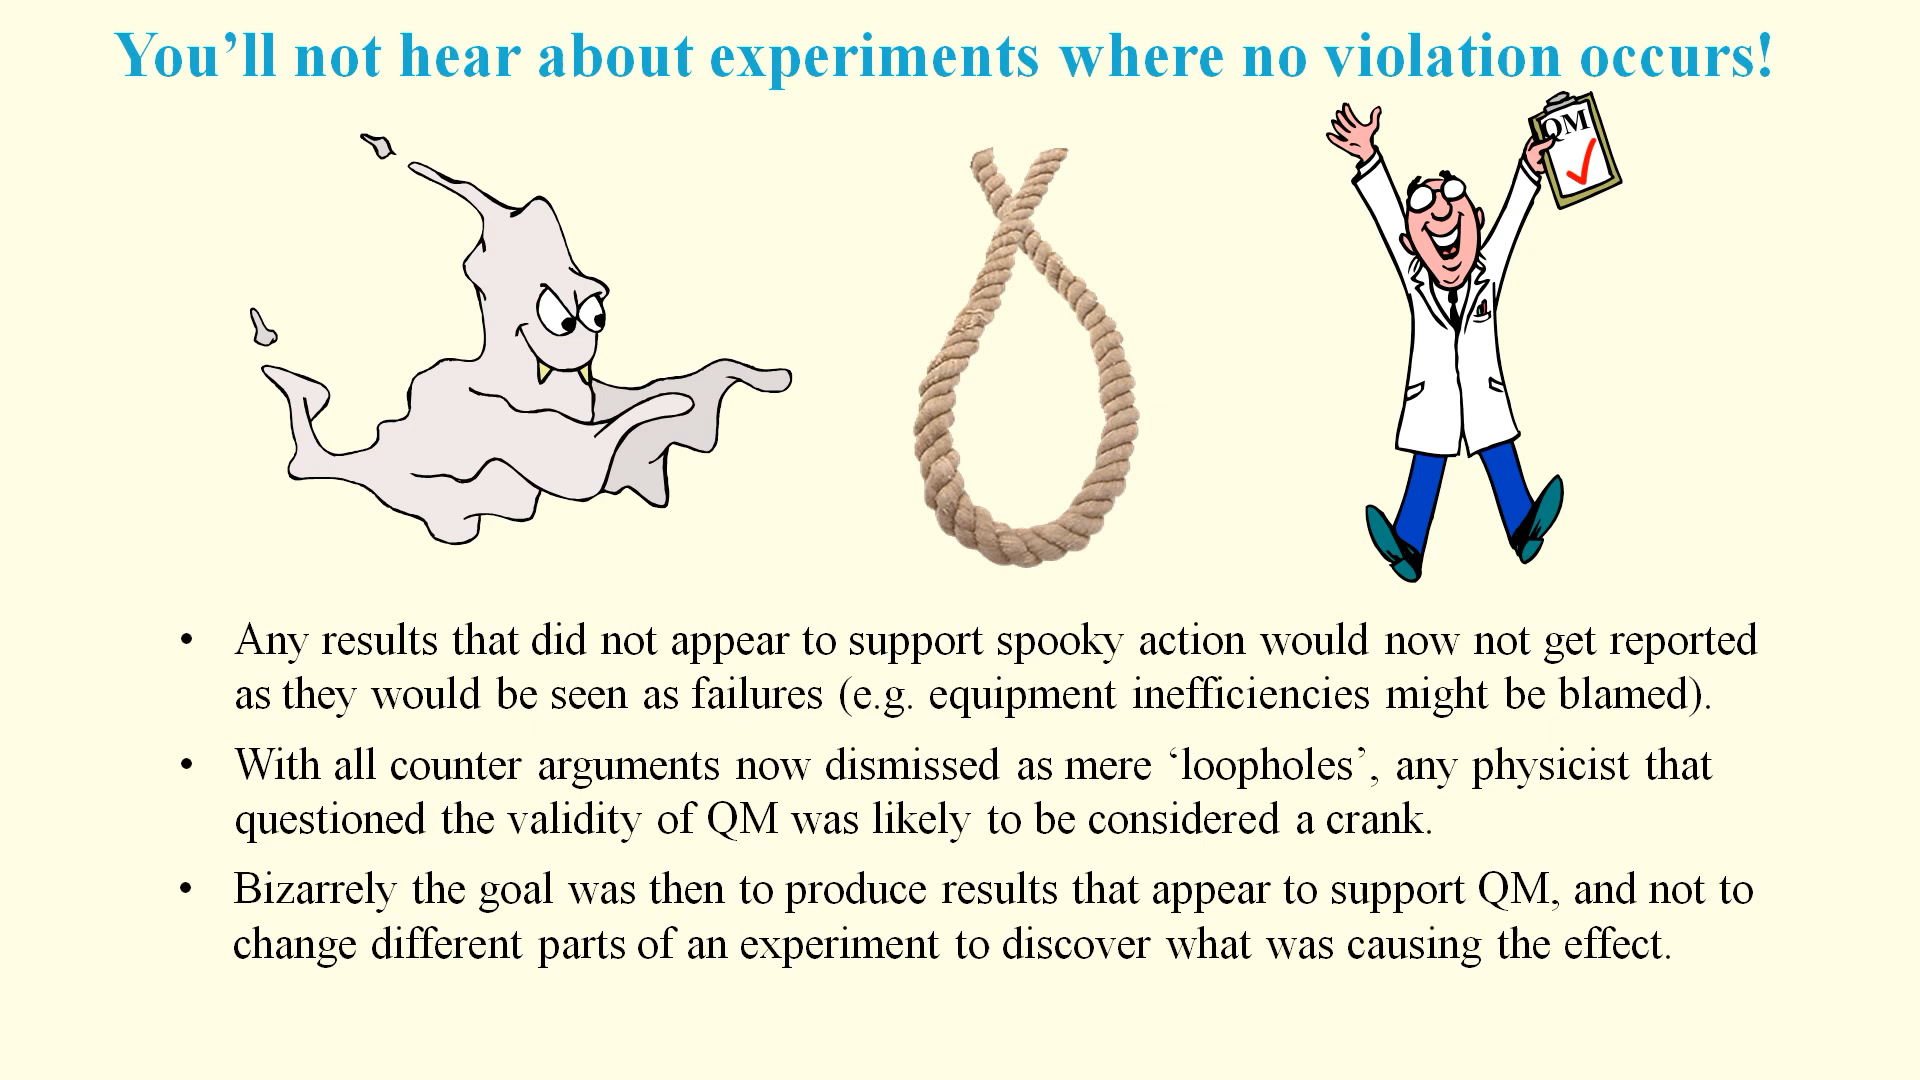 You’ll not hear about experiments where no violation occurs!
QM
• Any results that did not appear to support spooky action would now not get reported
as they would be seen as failures (e.g. equipment inefficiencies might be blamed).
• With all counter arguments now dismissed as mere ‘loopholes’, any physicist that
questioned the validity of QM was likely to be considered a crank.
• Bizarrely the goal was then to produce results that appear to support QM, and not to
change different parts of an experiment to discover what was causing the effect.